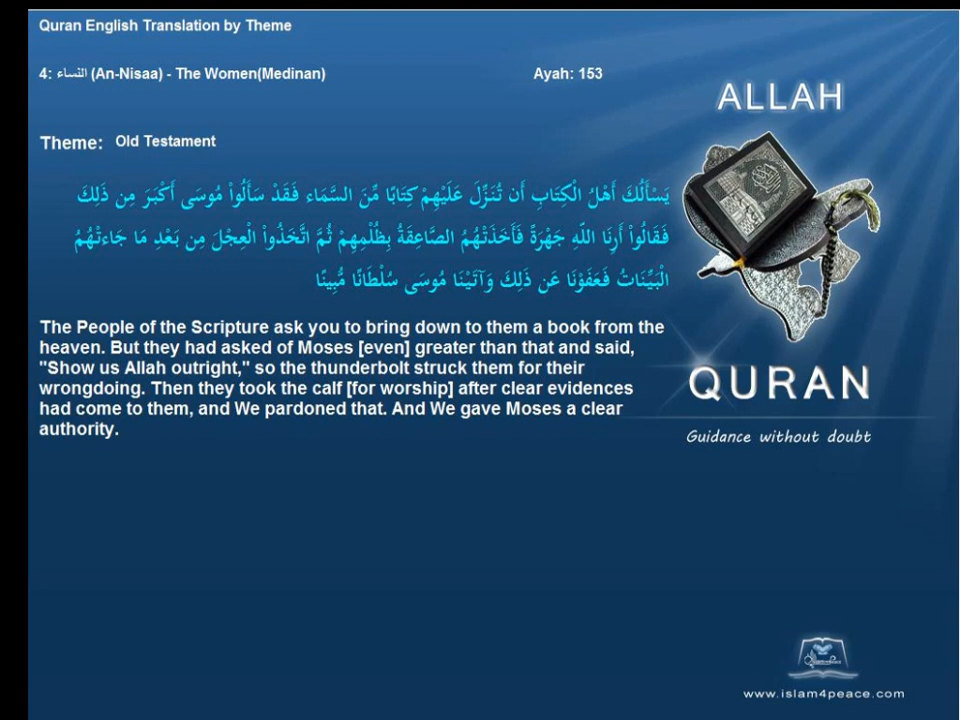 Quran English Translation by Theme
4: النساء (An-Nisaa) - The Women(Medinan)
Ayah: 153
ALLAH
Theme: Old Testament
يَسْأَلُكَ أَهْلُ الْكِتَابِ أَن تُنَزِّلَ عَلَيْهِمْ كِتَابًا مِّنَ السَّمَاء فَقَدْ سَأَلُواْ مُوسَى أَكْبَرَ مِن ذَلِكَ
فَقَالُواْ أَرِنَا اللّهِ جَهْرَةً فَأَخَذَتْهُمُ الصَّاعِقَةُ بِظُلْمِهِمْ ثُمَّ اتَّخَذُواْ الْعِجْلَ مِن بَعْدِ مَا جَاءتْهُمُ
الْبَيِّنَاتُ فَعَفَوْنَا عَن ذَلِكَ وَآتَيْنَا مُوسَى سُلْطَانًا مُّبِينًا
The People of the Scripture ask you to bring down to them a book from the
heaven. But they had asked of Moses [even] greater than that and said,
"Show us Allah outright," so the thunderbolt struck them for their
wrongdoing. Then they took the calf [for worship] after clear evidences
had come to them, and We pardoned that. And We gave Moses a clear
authority.
QURAN
Guidance without doubt
www.islam4peace.com